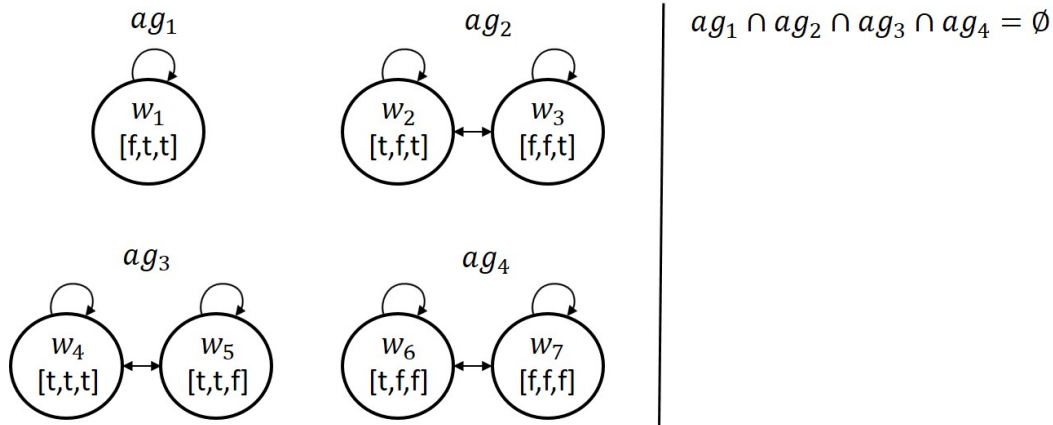 ag₁ ag₂ ag₁ ∩ ag₂ ∩ ag₃ ∩ ag₄ = ∅
w₁ w₂ w₃
[f,t,t] [t,f,t] [f,f,t]
ag₃ ag₄
w₄ w₅ w₆ w₇
[t,t,t] [t,t,f] [t,f,f] [f,f,f]